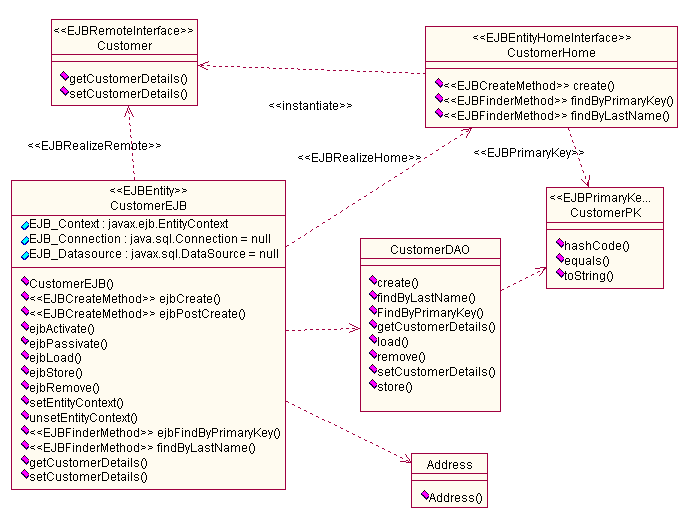 <<EJBRemoteInterface>>
Customer
getCustomerDetails()
setCustomerDetails()
<<EJBEntityHomeInterface>>
CustomerHome
<<EJBCreateMethod>> create()
<<EJBFinderMethod>> findByPrimaryKey()
<<EJBFinderMethod>> findByLastName()
<<instantiate>>
<<EJBRealizeRemote>>
<<EJBRealizeHome>>
<<EJBPrimaryKey>>
<<EJBEntity>>
CustomerEJB
EJB_Context : javax.ejb.EntityContext
EJB_Connection : java.sql.Connection = null
EJB_Datasource : javax.sql.DataSource = null
CustomerEJB()
<<EJBCreateMethod>> ejbCreate()
<<EJBCreateMethod>> ejbPostCreate()
ejbActivate()
ejbPassivate()
ejbLoad()
ejbStore()
ejbRemove()
setEntityContext()
unsetEntityContext()
<<EJBFinderMethod>> ejbFindByPrimaryKey()
<<EJBFinderMethod>> findByLastName()
getCustomerDetails()
setCustomerDetails()
CustomerDAO
create()
findByLastName()
FindByPrimaryKey()
getCustomerDetails()
load()
remove()
setCustomerDetails()
store()
<<EJBPrimaryKe...
CustomerPK
hashCode()
equals()
toString()
Address
Address()